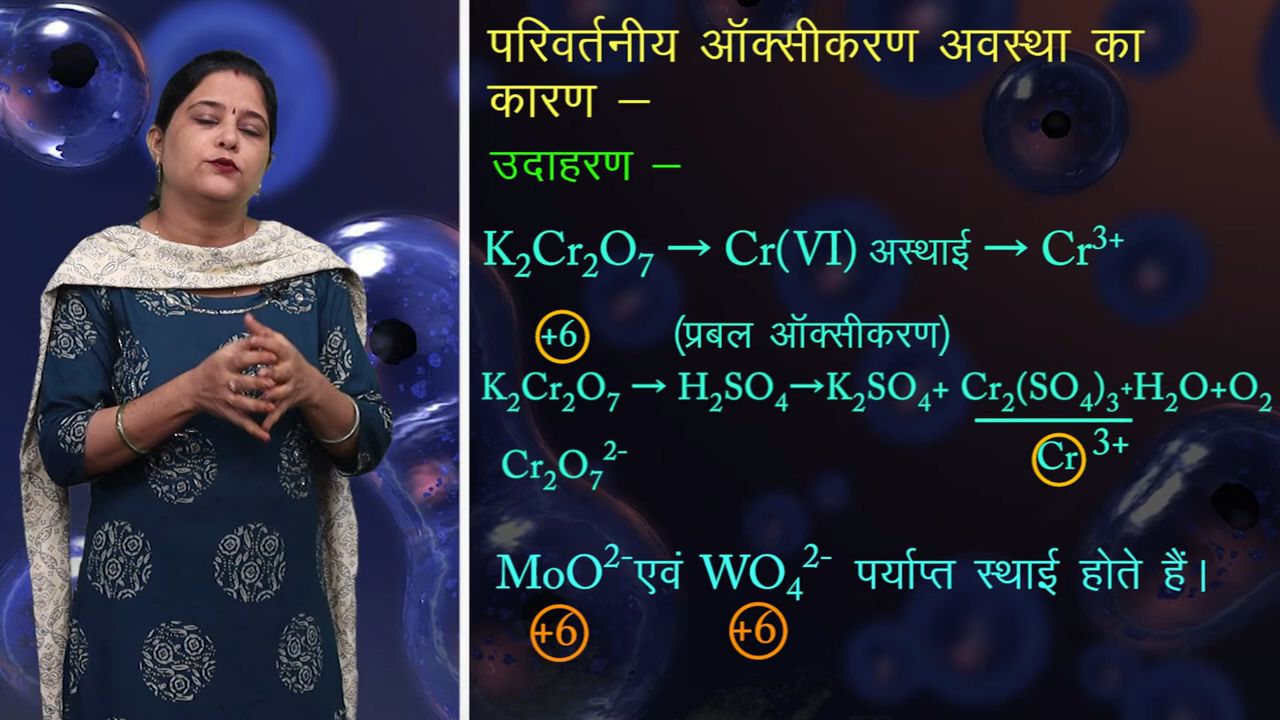 परिवर्तनीय ऑक्सीकरण अवस्था का
कारण –
उदाहरण –
K₂Cr₂O₇ → Cr(VI) अस्थाई → Cr³⁺
+6 (प्रबल ऑक्सीकरण)
K₂Cr₂O₇ → H₂SO₄→K₂SO₄+ Cr₂(SO₄)₃+H₂O+O₂
Cr₂O₇²⁻ Cr ³⁺
MoO²⁻एवं WO₄²⁻ पर्याप्त स्थाई होते हैं।
+6 +6